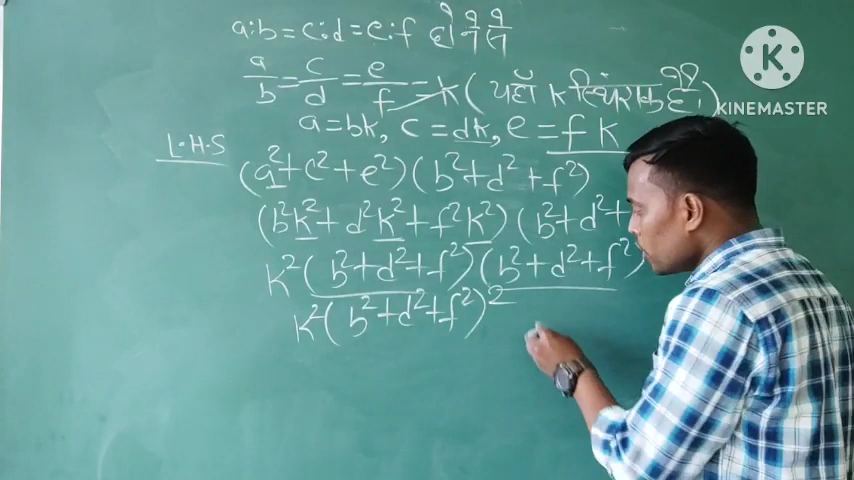 a:b = c:d = e:f हो तो
a/b = c/d = e/f = k ( यहाँ k स्थिरांक है। )
a = bk, c = dk, e = fk
L.H.S
(a²+c²+e²)(b²+d²+f²)
(b²k²+d²k²+f²k²)(b²+d²+
k²(b²+d²+f²)(b²+d²+f²)
k²(b²+d²+f²)²
K
KINEMASTER